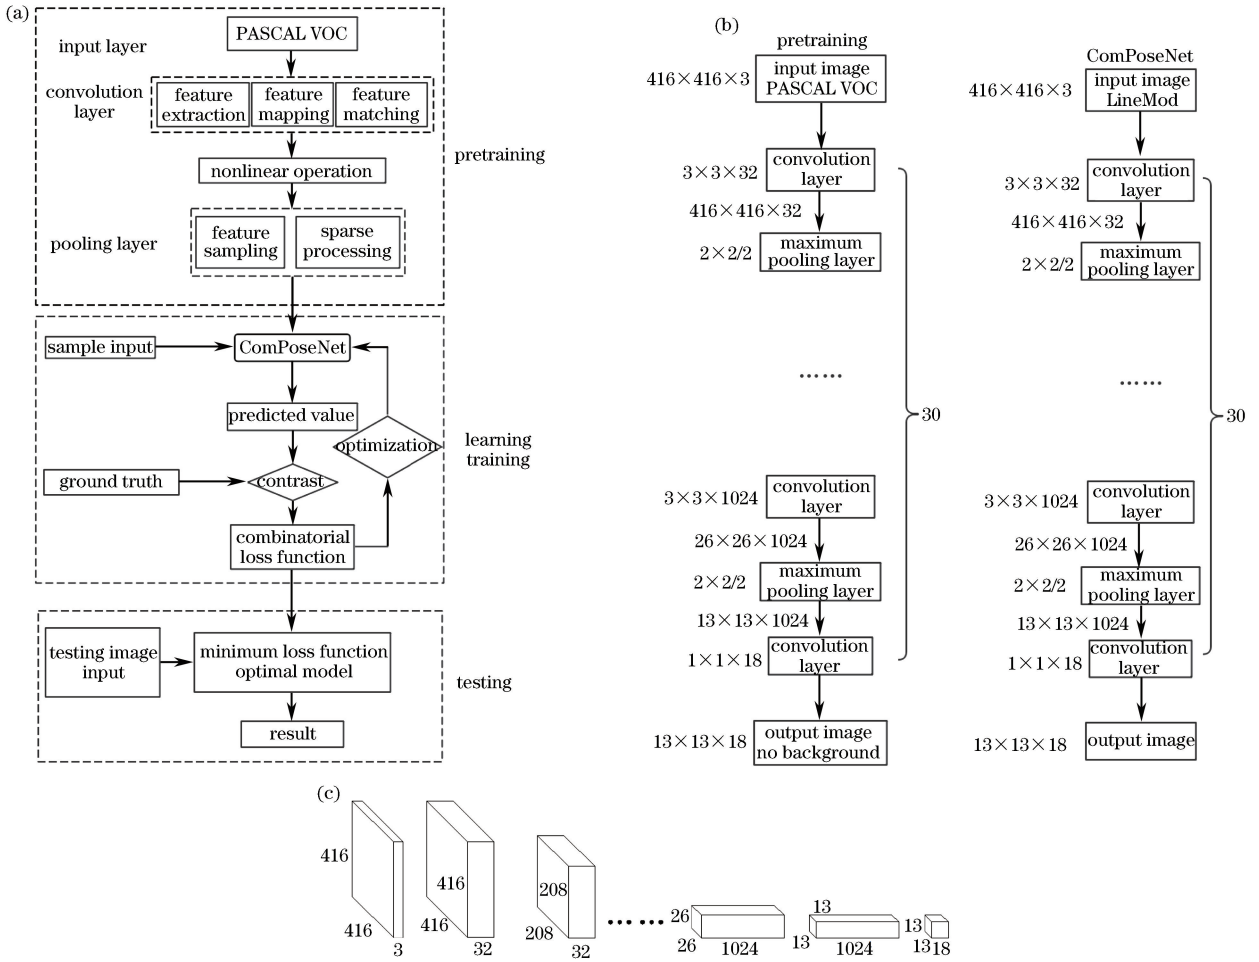 (a)
input layer
PASCAL VOC
convolution
layer
feature
extraction
feature
mapping
feature
matching
nonlinear operation
pooling layer
feature
sampling
sparse
processing
pretraining
sample input
ComPoseNet
predicted value
optimization
ground truth
contrast
combinatorial
loss function
learning
training
testing image
input
minimum loss function
optimal model
result
testing
(b)
pretraining
416×416×3
input image
PASCAL VOC
3×3×32
convolution
layer
416×416×32
2×2/2
maximum
pooling layer
……
30
3×3×1024
convolution
layer
26×26×1024
2×2/2
maximum
pooling layer
13×13×1024
1×1×18
convolution
layer
13×13×18
output image
no background
ComPoseNet
416×416×3
input image
LineMod
3×3×32
convolution
layer
416×416×32
2×2/2
maximum
pooling layer
……
30
3×3×1024
convolution
layer
26×26×1024
2×2/2
maximum
pooling layer
13×13×1024
1×1×18
convolution
layer
13×13×18
output image
(c)
416
416
3
416
416
32
208
208
32
……
26
26
1024
13
13
1024
13
13
18